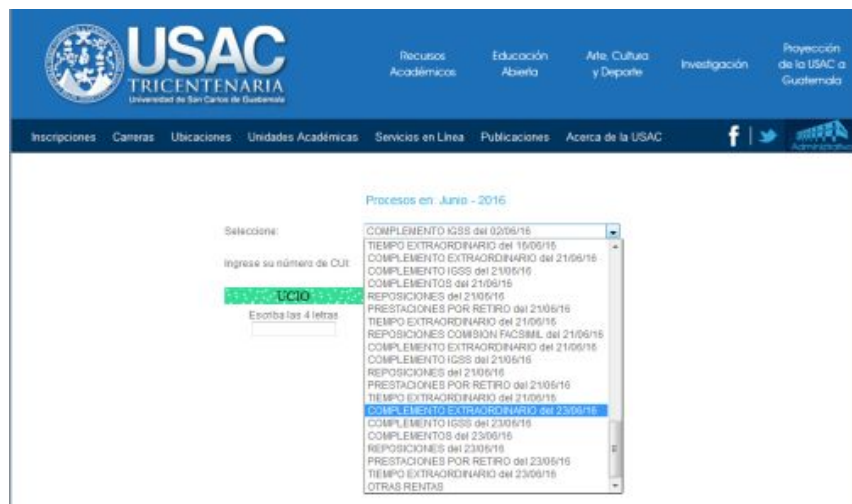 USAC
TRICENTENARIA
Universidad de San Carlos de Guatemala
Recursos Académicos
Educación Abierta
Arte, Cultura y Deporte
Investigación
Proyección de la USAC a Guatemala
Inscripciones Carreras Ubicaciones Unidades Académicas Servicios en Línea Publicaciones Acerca de la USAC
Administrativo
Procesos en: Junio - 2016
Seleccione: COMPLEMENTO IGSS del 02/06/16
Ingrese su número de CUI:
UCIO
Escriba las 4 letras
TIEMPO EXTRAORDINARIO del 16/06/16
COMPLEMENTO EXTRAORDINARIO del 21/06/16
COMPLEMENTO IGSS del 21/06/16
COMPLEMENTOS del 21/06/16
REPOSICIONES del 21/06/16
PRESTACIONES POR RETIRO del 21/06/16
TIEMPO EXTRAORDINARIO del 21/06/16
REPOSICIONES COMISION FACSIMIL del 21/06/16
COMPLEMENTO EXTRAORDINARIO del 21/06/16
COMPLEMENTO IGSS del 21/06/16
REPOSICIONES del 21/06/16
PRESTACIONES POR RETIRO del 21/06/16
TIEMPO EXTRAORDINARIO del 21/06/16
COMPLEMENTO EXTRAORDINARIO del 23/06/16
COMPLEMENTO IGSS del 23/06/16
COMPLEMENTOS del 23/06/16
REPOSICIONES del 23/06/16
PRESTACIONES POR RETIRO del 23/06/16
TIEMPO EXTRAORDINARIO del 23/06/16
OTRAS RENTAS